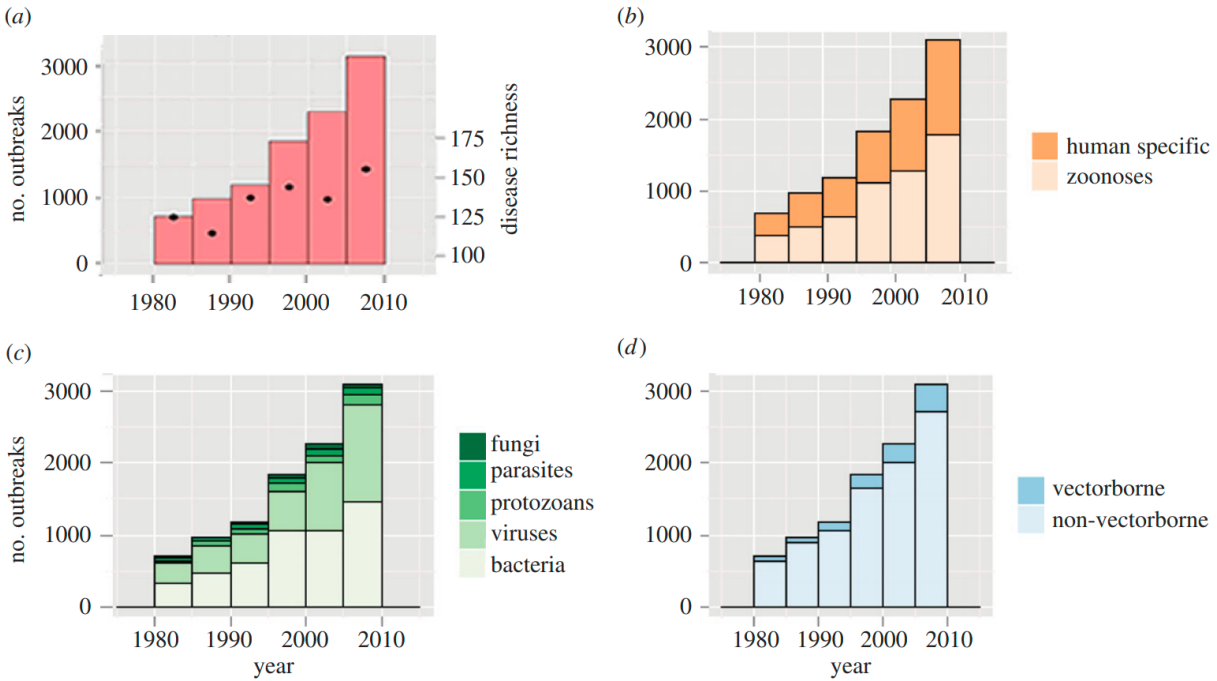 (a)
no. outbreaks
3000
2000
1000
0
175
150
125
100
disease richness
1980 1990 2000 2010
(b)
3000
2000
1000
0
1980 1990 2000 2010
human specific
zoonoses
(c)
no. outbreaks
3000
2000
1000
0
1980 1990 2000 2010
year
fungi
parasites
protozoans
viruses
bacteria
(d)
3000
2000
1000
0
1980 1990 2000 2010
year
vectorborne
non-vectorborne